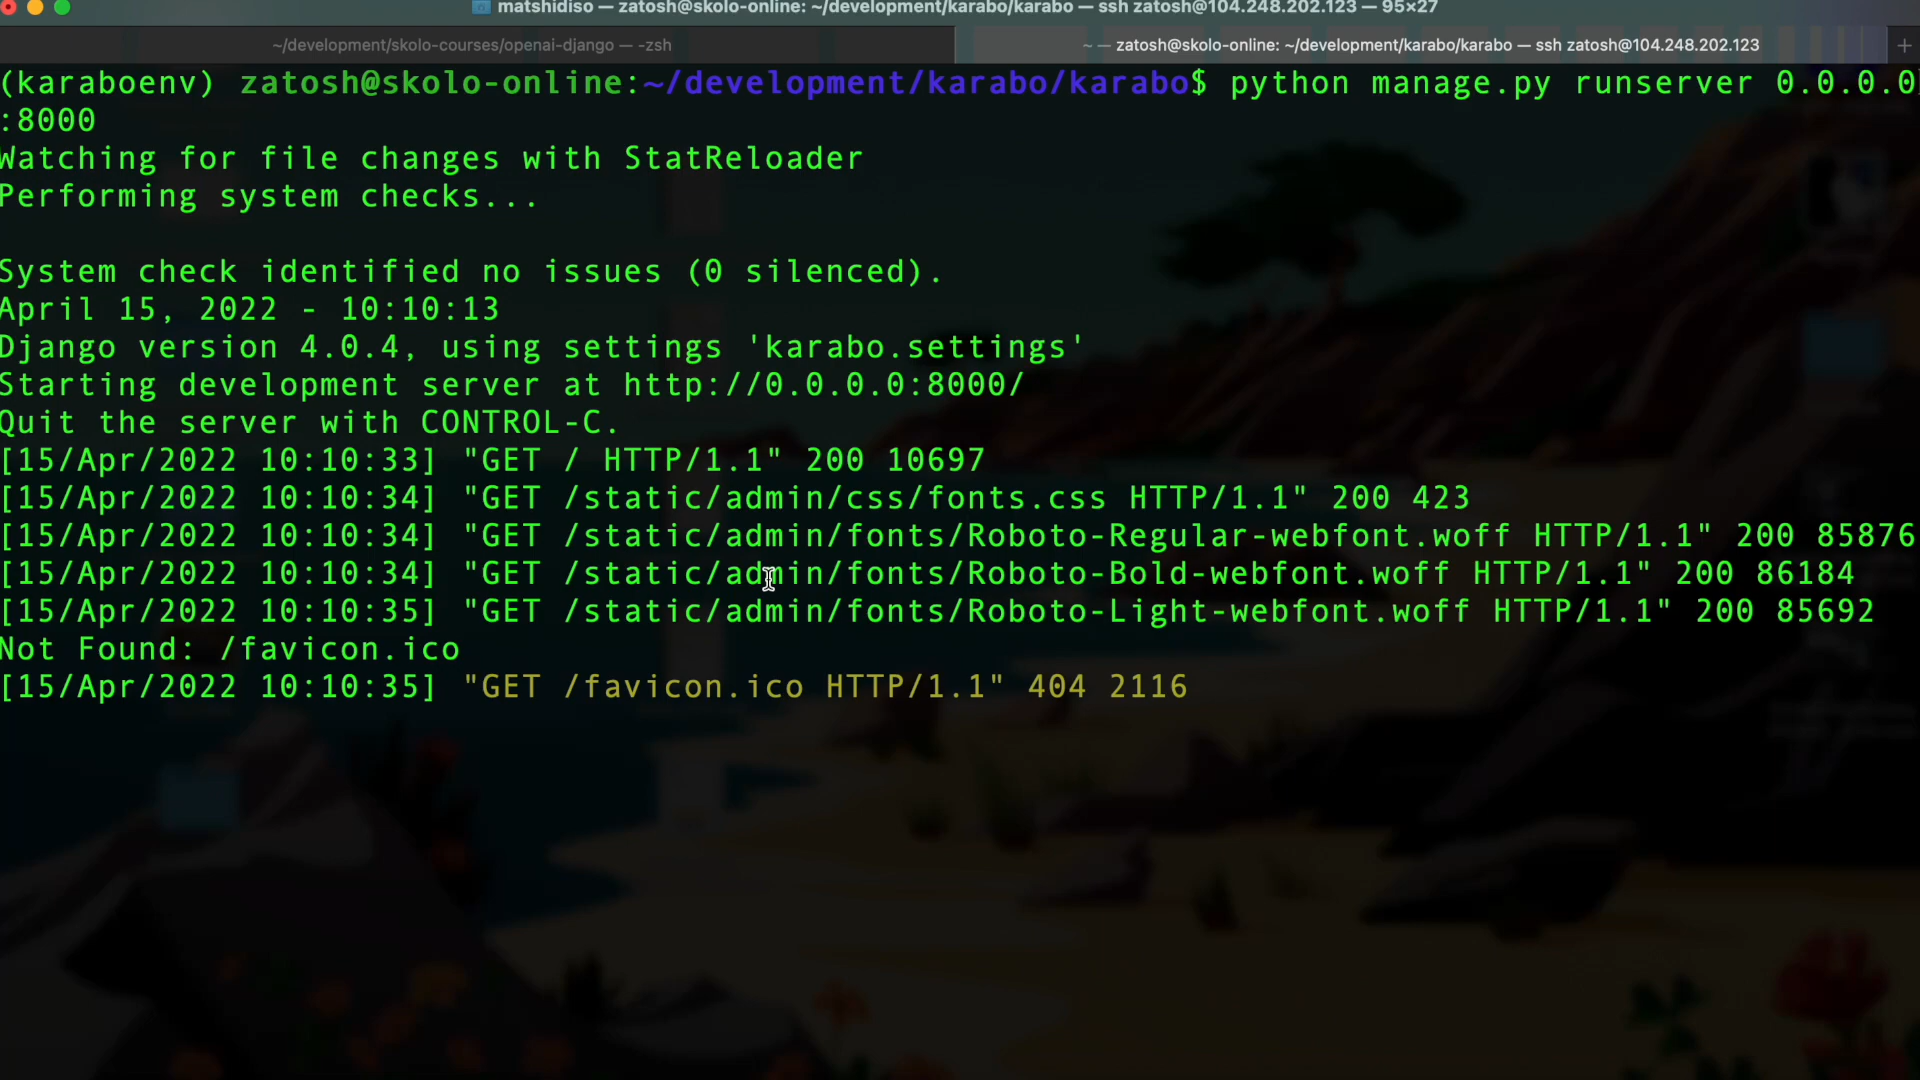 matshidiso — zatosh@skolo-online: ~/development/karabo/karabo — ssh zatosh@104.248.202.123 — 95×27
~/development/skolo-courses/openai-django — -zsh
~ — zatosh@skolo-online: ~/development/karabo/karabo — ssh zatosh@104.248.202.123
(karaboenv) zatosh@skolo-online:~/development/karabo/karabo$ python manage.py runserver 0.0.0.0
:8000
Watching for file changes with StatReloader
Performing system checks...
System check identified no issues (0 silenced).
April 15, 2022 - 10:10:13
Django version 4.0.4, using settings 'karabo.settings'
Starting development server at http://0.0.0.0:8000/
Quit the server with CONTROL-C.
[15/Apr/2022 10:10:33] "GET / HTTP/1.1" 200 10697
[15/Apr/2022 10:10:34] "GET /static/admin/css/fonts.css HTTP/1.1" 200 423
[15/Apr/2022 10:10:34] "GET /static/admin/fonts/Roboto-Regular-webfont.woff HTTP/1.1" 200 85876
[15/Apr/2022 10:10:34] "GET /static/admin/fonts/Roboto-Bold-webfont.woff HTTP/1.1" 200 86184
[15/Apr/2022 10:10:35] "GET /static/admin/fonts/Roboto-Light-webfont.woff HTTP/1.1" 200 85692
Not Found: /favicon.ico
[15/Apr/2022 10:10:35] "GET /favicon.ico HTTP/1.1" 404 2116